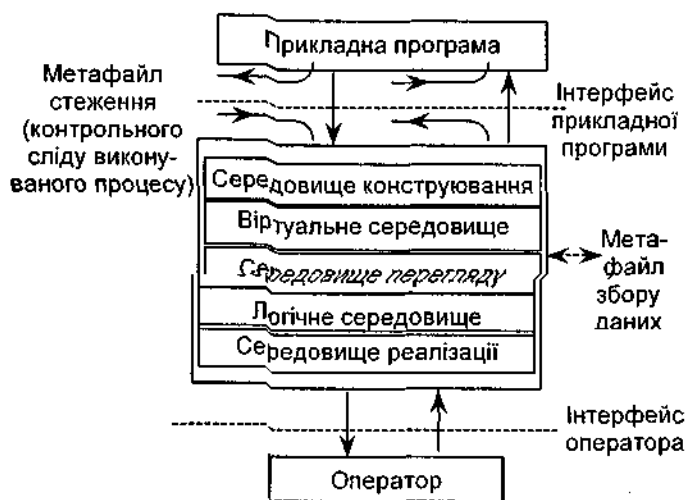 Прикладна програма
Метафайл
стеження
(контрольного
сліду викону-
ваного процесу)
Інтерфейс
прикладної
програми
Середовище конструювання
Віртуальне середовище
Середовище перегляду
Логічне середовище
Середовище реалізації
Мета-
файл
збору
даних
Інтерфейс
оператора
Оператор